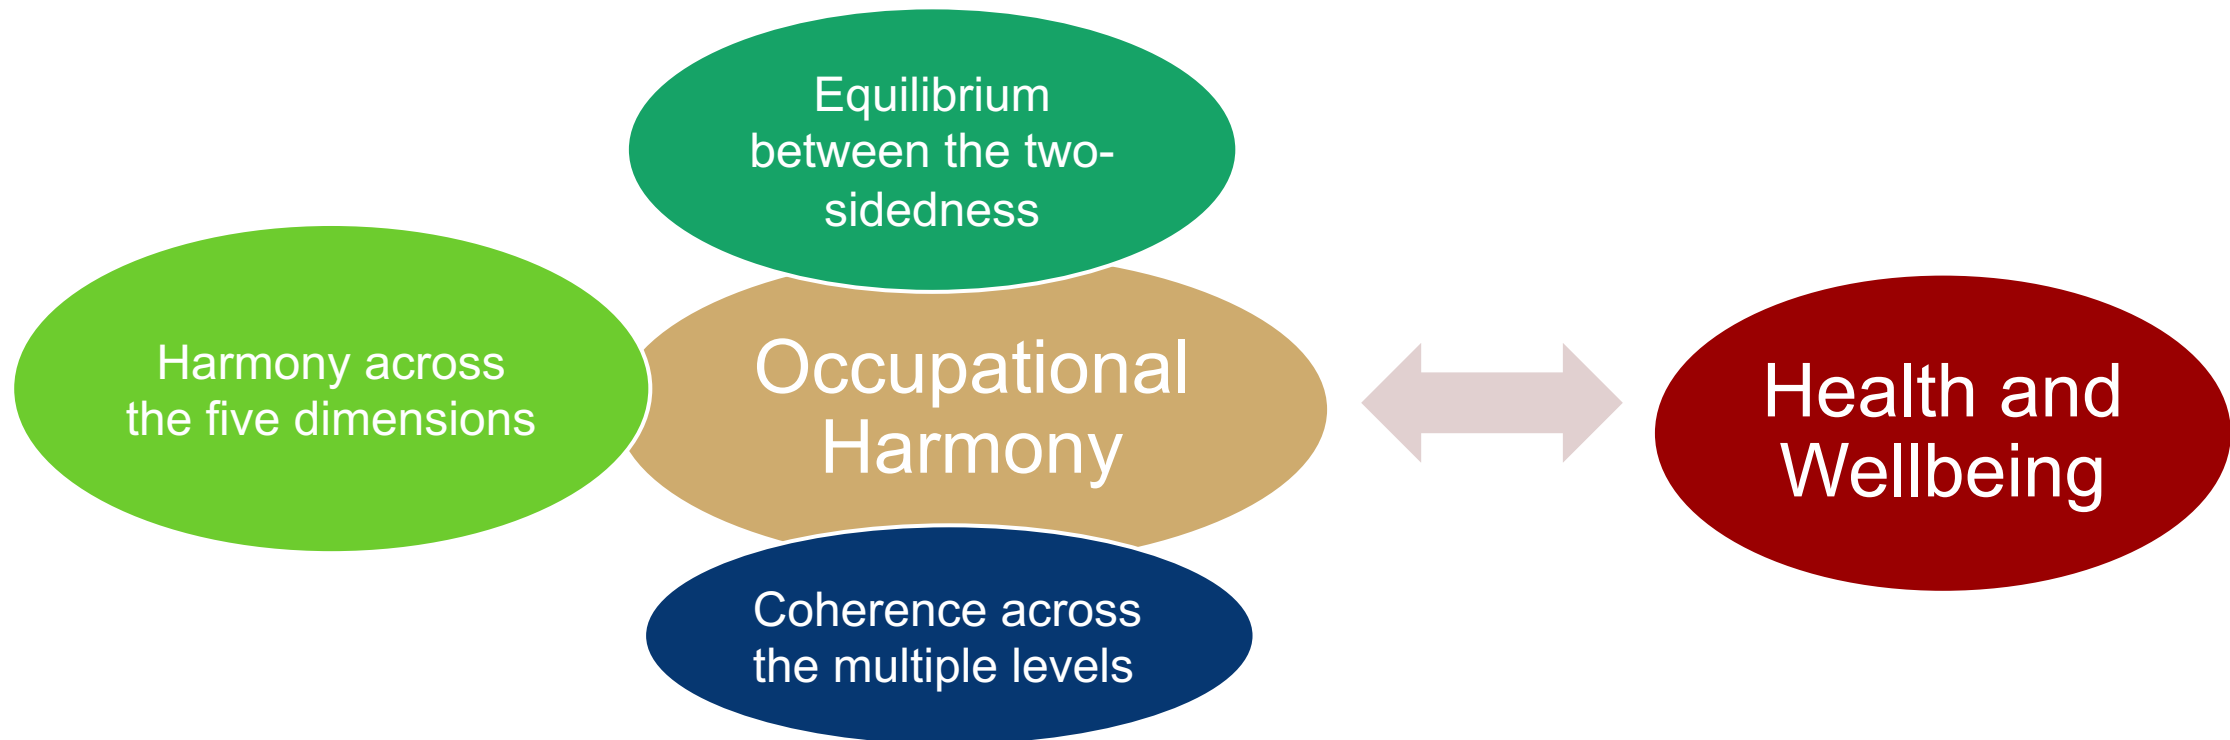 Equilibrium
between the two-
sidedness
Harmony across
the five dimensions
Occupational
Harmony
Health and
Wellbeing
Coherence across
the multiple levels